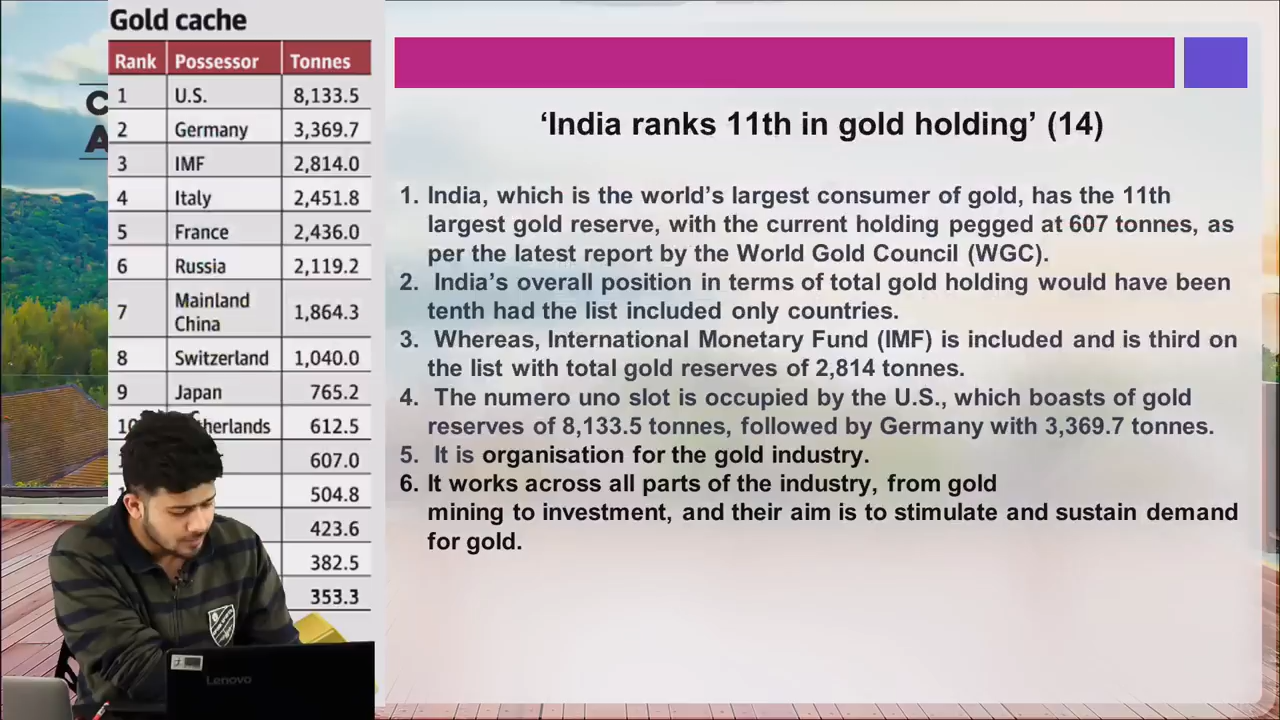 Gold cache
Rank Possessor Tonnes
1 U.S. 8,133.5
2 Germany 3,369.7
3 IMF 2,814.0
4 Italy 2,451.8
5 France 2,436.0
6 Russia 2,119.2
7 Mainland
China 1,864.3
8 Switzerland 1,040.0
9 Japan 765.2
612.5
607.0
504.8
423.6
382.5
353.3
‘India ranks 11th in gold holding’ (14)
1. India, which is the world’s largest consumer of gold, has the 11th
largest gold reserve, with the current holding pegged at 607 tonnes, as
per the latest report by the World Gold Council (WGC).
2. India’s overall position in terms of total gold holding would have been
tenth had the list included only countries.
3. Whereas, International Monetary Fund (IMF) is included and is third on
the list with total gold reserves of 2,814 tonnes.
4. The numero uno slot is occupied by the U.S., which boasts of gold
reserves of 8,133.5 tonnes, followed by Germany with 3,369.7 tonnes.
5. It is organisation for the gold industry.
6. It works across all parts of the industry, from gold
mining to investment, and their aim is to stimulate and sustain demand
for gold.
Lenovo